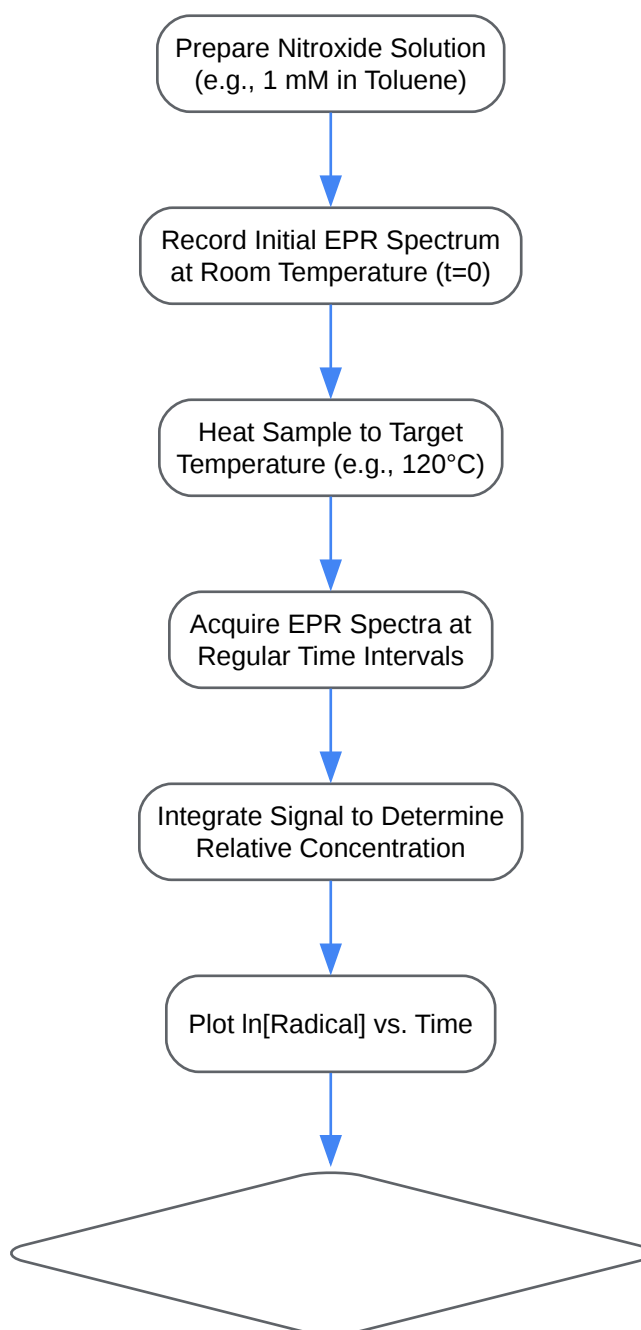 Prepare Nitroxide Solution
(e.g., 1 mM in Toluene)
Record Initial EPR Spectrum
at Room Temperature (t=0)
Heat Sample to Target
Temperature (e.g., 120°C)
Acquire EPR Spectra at
Regular Time Intervals
Integrate Signal to Determine
Relative Concentration
Plot ln[Radical] vs. Time